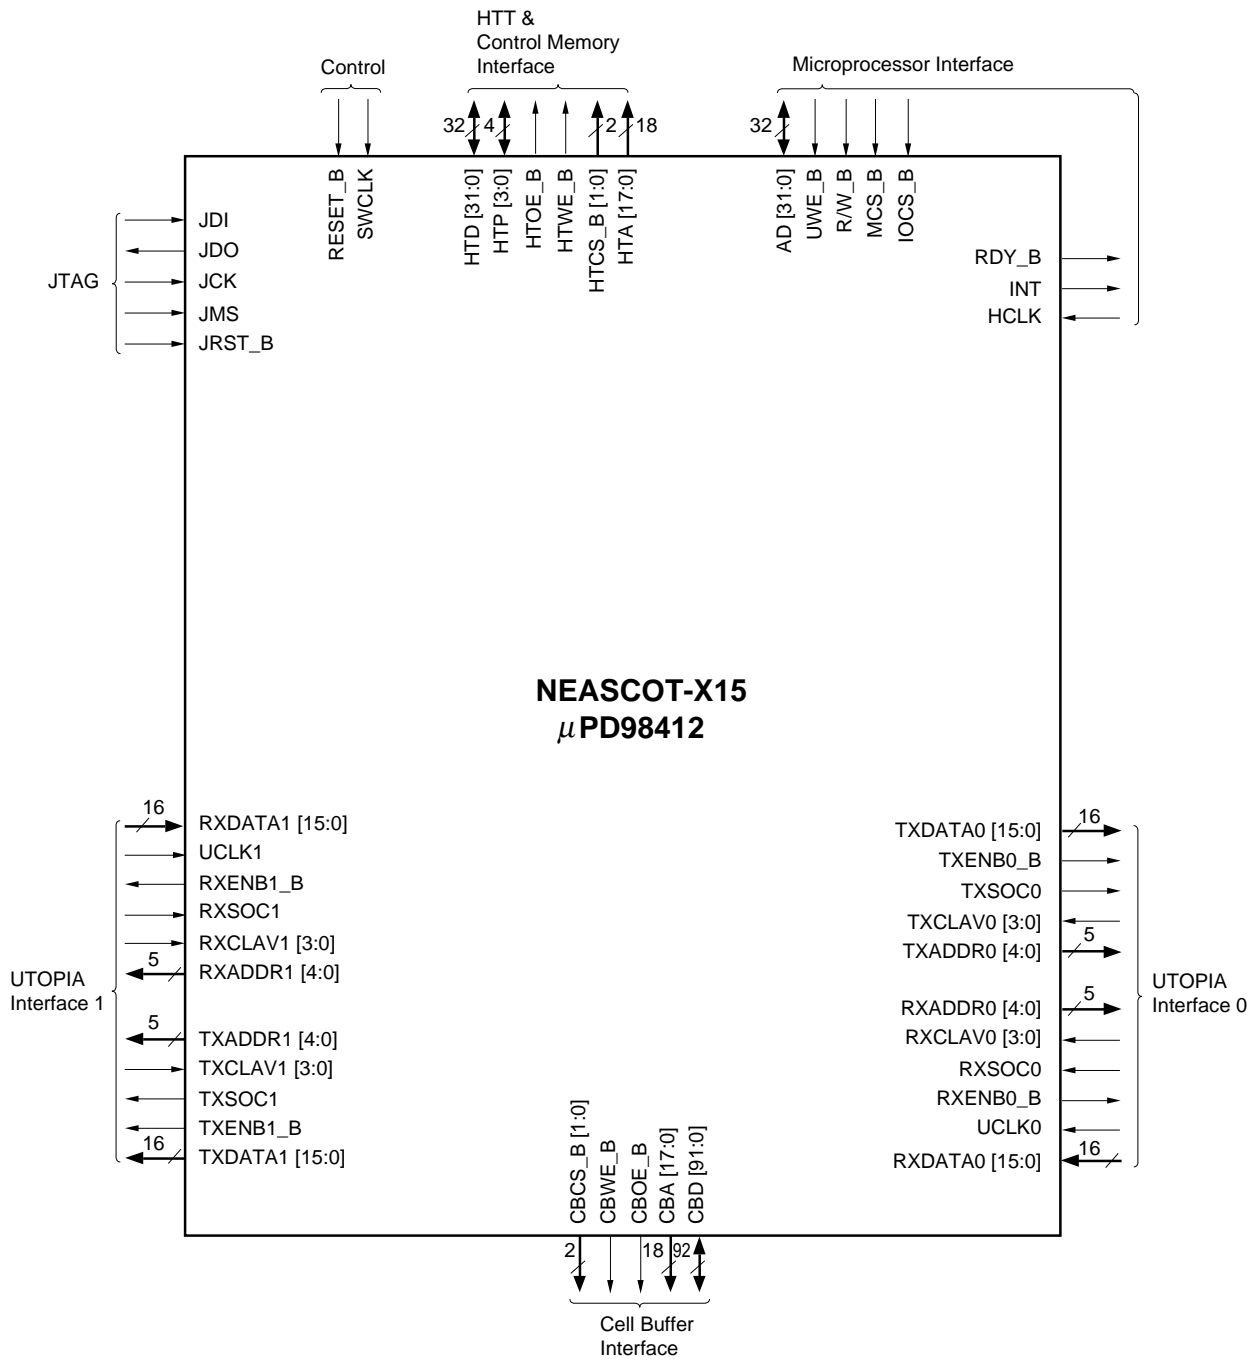 HTT &
Control Memory
Interface
Control
Microprocessor Interface
32
4
2
18
32
RESET_B
SWCLK
HTD [31:0]
HTP [3:0]
HTOE_B
HTWE_B
HTCS_B [1:0]
HTA [17:0]
AD [31:0]
UWE_B
R/W_B
MCS_B
IOCS_B
JTAG
JDI
JDO
JCK
JMS
JRST_B
RDY_B
INT
HCLK
NEASCOT-X15
μPD98412
UTOPIA
Interface 1
16
RXDATA1 [15:0]
UCLK1
RXENB1_B
RXSOC1
RXCLAV1 [3:0]
5
RXADDR1 [4:0]
5
TXADDR1 [4:0]
TXCLAV1 [3:0]
TXSOC1
TXENB1_B
16
TXDATA1 [15:0]
TXDATA0 [15:0]
16
TXENB0_B
TXSOC0
TXCLAV0 [3:0]
TXADDR0 [4:0]
5
RXADDR0 [4:0]
5
RXCLAV0 [3:0]
RXSOC0
RXENB0_B
UCLK0
RXDATA0 [15:0]
16
UTOPIA
Interface 0
CBCS_B [1:0]
CBWE_B
CBOE_B
CBA [17:0]
CBD [91:0]
2
18
92
Cell Buffer
Interface